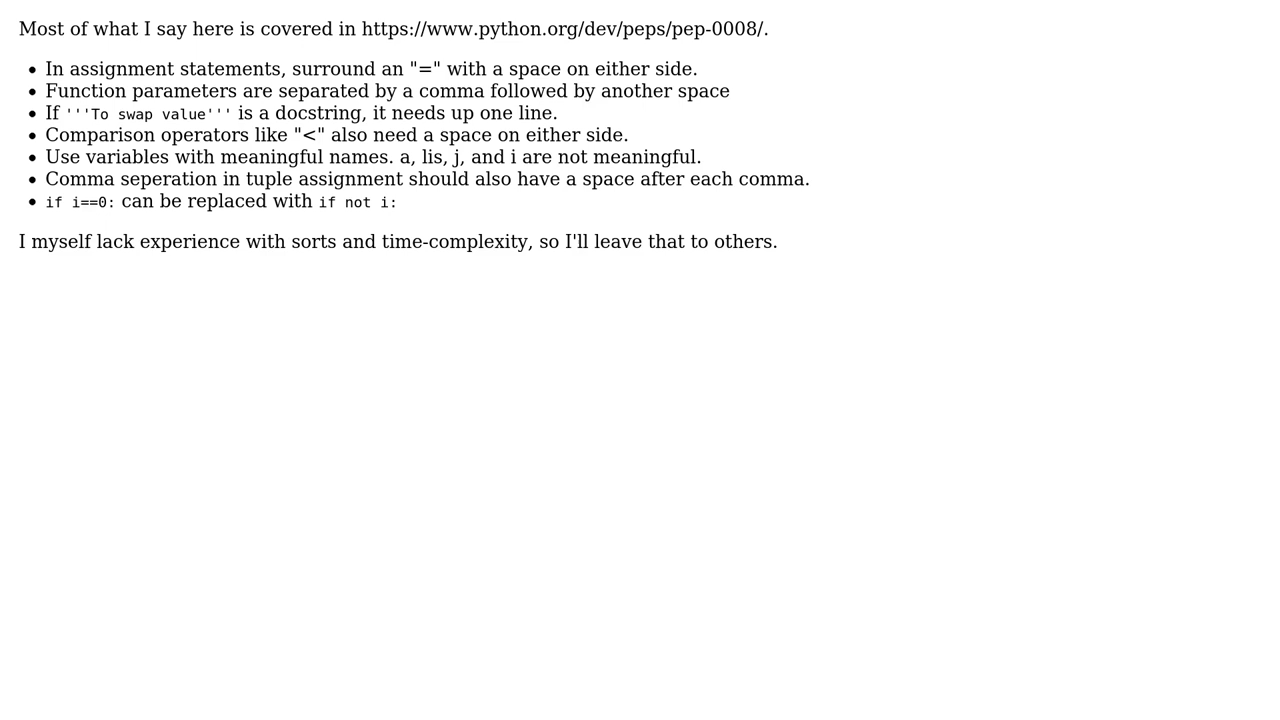 Most of what I say here is covered in https://www.python.org/dev/peps/pep-0008/.
• In assignment statements, surround an "=" with a space on either side.
• Function parameters are separated by a comma followed by another space
• If '''To swap value''' is a docstring, it needs up one line.
• Comparison operators like "<" also need a space on either side.
• Use variables with meaningful names. a, lis, j, and i are not meaningful.
• Comma seperation in tuple assignment should also have a space after each comma.
• if i==0: can be replaced with if not i:
I myself lack experience with sorts and time-complexity, so I'll leave that to others.